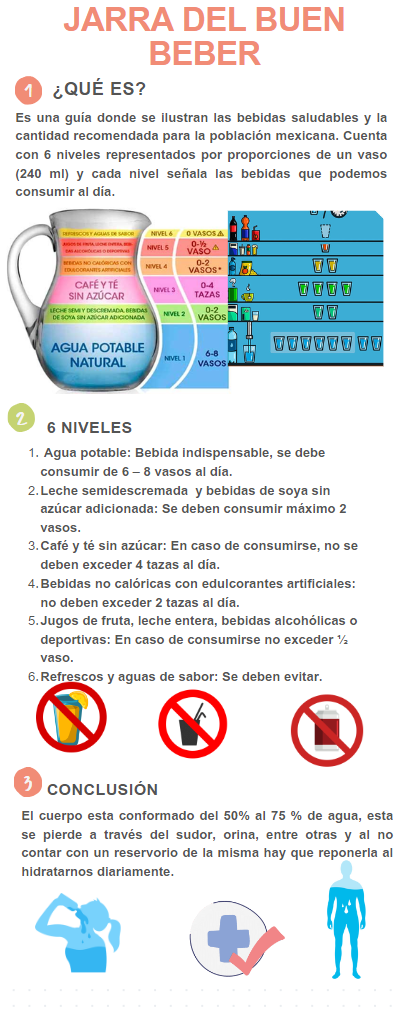 JARRA DEL BUEN
BEBER
1 ¿QUÉ ES?
Es una guía donde se ilustran las bebidas saludables y la
cantidad recomendada para la población mexicana. Cuenta
con 6 niveles representados por proporciones de un vaso
(240 ml) y cada nivel señala las bebidas que podemos
consumir al día.
REFRESCOS Y AGUAS DE SABOR NIVEL 6 0 VASOS
JUGOS DE FRUTA, LECHE ENTERA, BEBI
DAS ALCOHÓLICAS O DEPORTIVAS NIVEL 5 0-½
VASO
BEBIDAS NO CALÓRICAS CON
EDULCORANTES ARTIFICIALES NIVEL 4 0-2
VASOS*
CAFÉ Y TÉ
SIN AZÚCAR NIVEL 3 0-4
TAZAS
LECHE SEMI Y DESCREMADA, BEBIDAS
DE SOYA SIN AZÚCAR ADICIONADA NIVEL 2 0-2
VASOS
AGUA POTABLE
NATURAL NIVEL 1 6-8
VASOS
2 6 NIVELES
1. Agua potable: Bebida indispensable, se debe
consumir de 6 – 8 vasos al día.
2. Leche semidescremada y bebidas de soya sin
azúcar adicionada: Se deben consumir máximo 2
vasos.
3. Café y té sin azúcar: En caso de consumirse, no se
deben exceder 4 tazas al día.
4. Bebidas no calóricas con edulcorantes artificiales:
no deben exceder 2 tazas al día.
5. Jugos de fruta, leche entera, bebidas alcohólicas o
deportivas: En caso de consumirse no exceder ½
vaso.
6. Refrescos y aguas de sabor: Se deben evitar.
3 CONCLUSIÓN
El cuerpo esta conformado del 50% al 75 % de agua, esta
se pierde a través del sudor, orina, entre otras y al no
contar con un reservorio de la misma hay que reponerla al
hidratarnos diariamente.